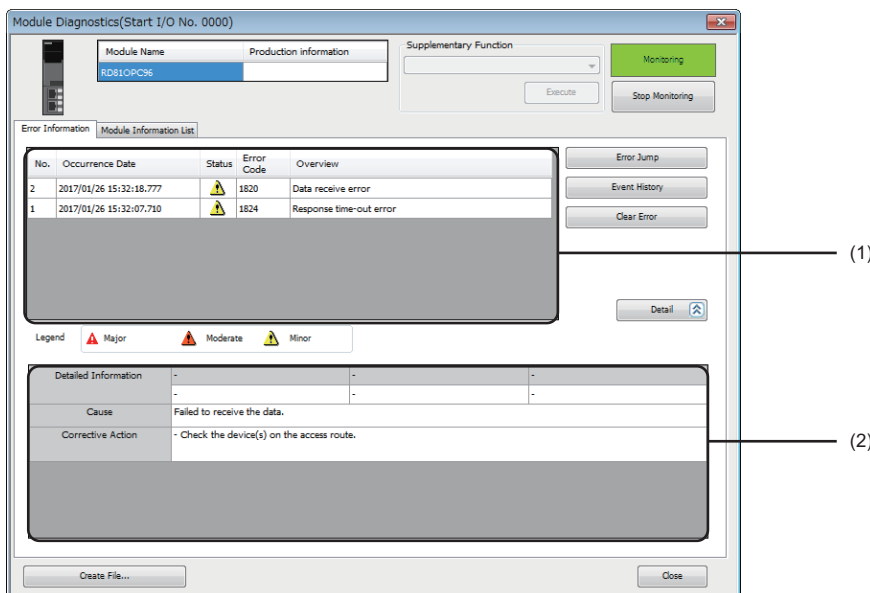 Module Diagnostics(Start I/O No. 0000)
Module Name Production information
RD81OPC96
Supplementary Function
Execute
Monitoring
Stop Monitoring
Error Information Module Information List
No. Occurrence Date Status Error Code Overview
2 2017/01/26 15:32:18.777 1820 Data receive error
1 2017/01/26 15:32:07.710 1824 Response time-out error
Error Jump
Event History
Clear Error
(1)
Detail
Legend Major Moderate Minor
Detailed Information - - -
- - -
Cause Failed to receive the data.
Corrective Action - Check the device(s) on the access route.
(2)
Create File... Close